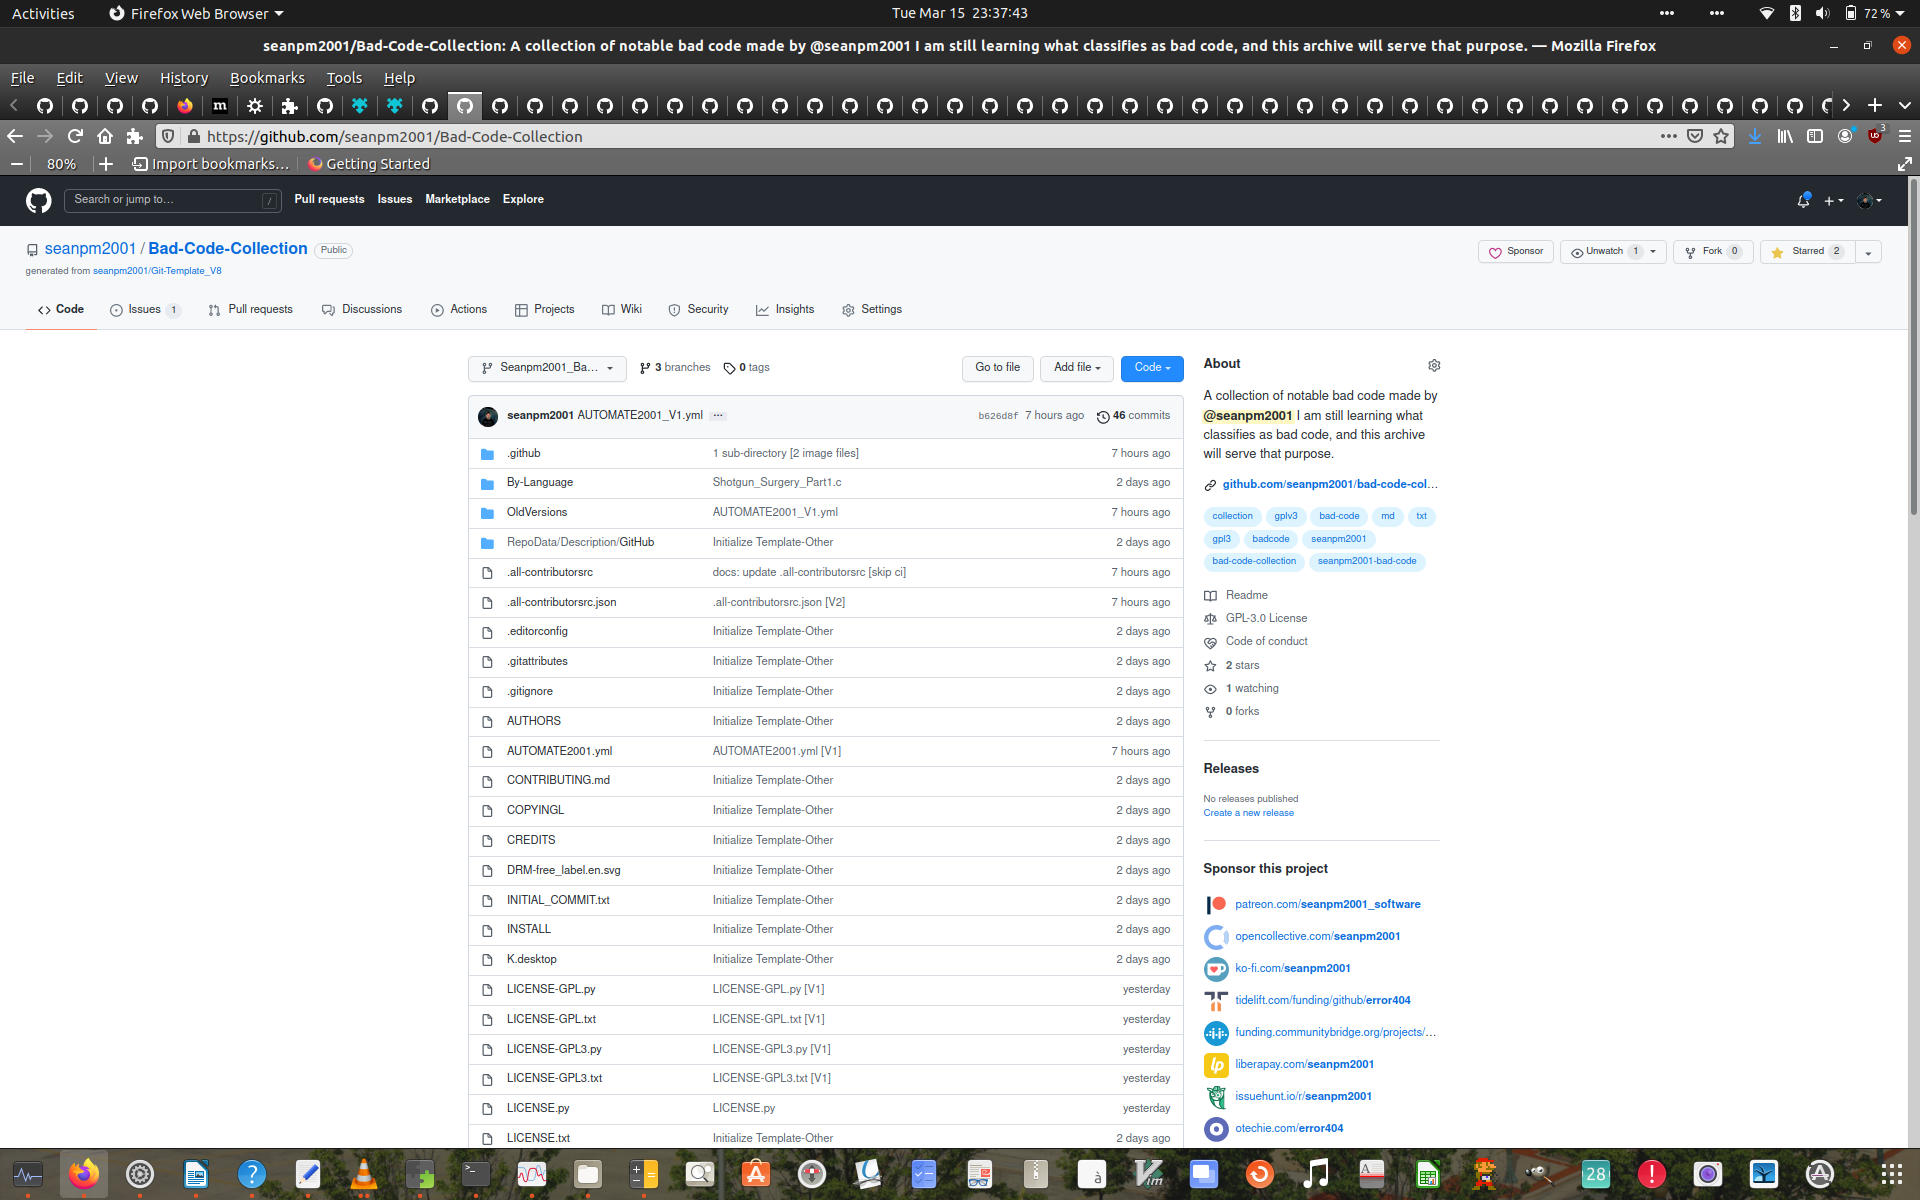 Activities
Firefox Web Browser
Tue Mar 15 23:37:43
72 %
seanpm2001/Bad-Code-Collection: A collection of notable bad code made by @seanpm2001 I am still learning what classifies as bad code, and this archive will serve that purpose. — Mozilla Firefox
File Edit View History Bookmarks Tools Help
https://github.com/seanpm2001/Bad-Code-Collection
3
80%
Import bookmarks...
Getting Started
Search or jump to...
/
Pull requests Issues Marketplace Explore
seanpm2001 / Bad-Code-Collection Public
generated from seanpm2001/Git-Template_V8
Sponsor
Unwatch 1
Fork 0
Starred 2
Code
Issues 1
Pull requests
Discussions
Actions
Projects
Wiki
Security
Insights
Settings
Seanpm2001_Ba...
3 branches
0 tags
Go to file
Add file
Code
seanpm2001 AUTOMATE2001_V1.yml ...
b626d8f 7 hours ago
46 commits
.github 1 sub-directory [2 image files] 7 hours ago
By-Language Shotgun_Surgery_Part1.c 2 days ago
OldVersions AUTOMATE2001_V1.yml 7 hours ago
RepoData/Description/GitHub Initialize Template-Other 2 days ago
.all-contributorsrc docs: update .all-contributorsrc [skip ci] 7 hours ago
.all-contributorsrc.json .all-contributorsrc.json [V2] 7 hours ago
.editorconfig Initialize Template-Other 2 days ago
.gitattributes Initialize Template-Other 2 days ago
.gitignore Initialize Template-Other 2 days ago
AUTHORS Initialize Template-Other 2 days ago
AUTOMATE2001.yml AUTOMATE2001.yml [V1] 7 hours ago
CONTRIBUTING.md Initialize Template-Other 2 days ago
COPYINGL Initialize Template-Other 2 days ago
CREDITS Initialize Template-Other 2 days ago
DRM-free_label.en.svg Initialize Template-Other 2 days ago
INITIAL_COMMIT.txt Initialize Template-Other 2 days ago
INSTALL Initialize Template-Other 2 days ago
K.desktop Initialize Template-Other 2 days ago
LICENSE-GPL.py LICENSE-GPL.py [V1] yesterday
LICENSE-GPL.txt LICENSE-GPL.txt [V1] yesterday
LICENSE-GPL3.py LICENSE-GPL3.py [V1] yesterday
LICENSE-GPL3.txt LICENSE-GPL3.txt [V1] yesterday
LICENSE.py LICENSE.py yesterday
LICENSE.txt Initialize Template-Other 2 days ago
About
A collection of notable bad code made by
@seanpm2001 I am still learning what
classifies as bad code, and this archive
will serve that purpose.
github.com/seanpm2001/bad-code-col...
collection gplv3 bad-code md txt
gpl3 badcode seanpm2001
bad-code-collection seanpm2001-bad-code
Readme
GPL-3.0 License
Code of conduct
2 stars
1 watching
0 forks
Releases
No releases published
Create a new release
Sponsor this project
patreon.com/seanpm2001_software
opencollective.com/seanpm2001
ko-fi.com/seanpm2001
tidelift.com/funding/github/error404
funding.communitybridge.org/projects/...
lp
liberapay.com/seanpm2001
issuehunt.io/r/seanpm2001
otechie.com/error404
28